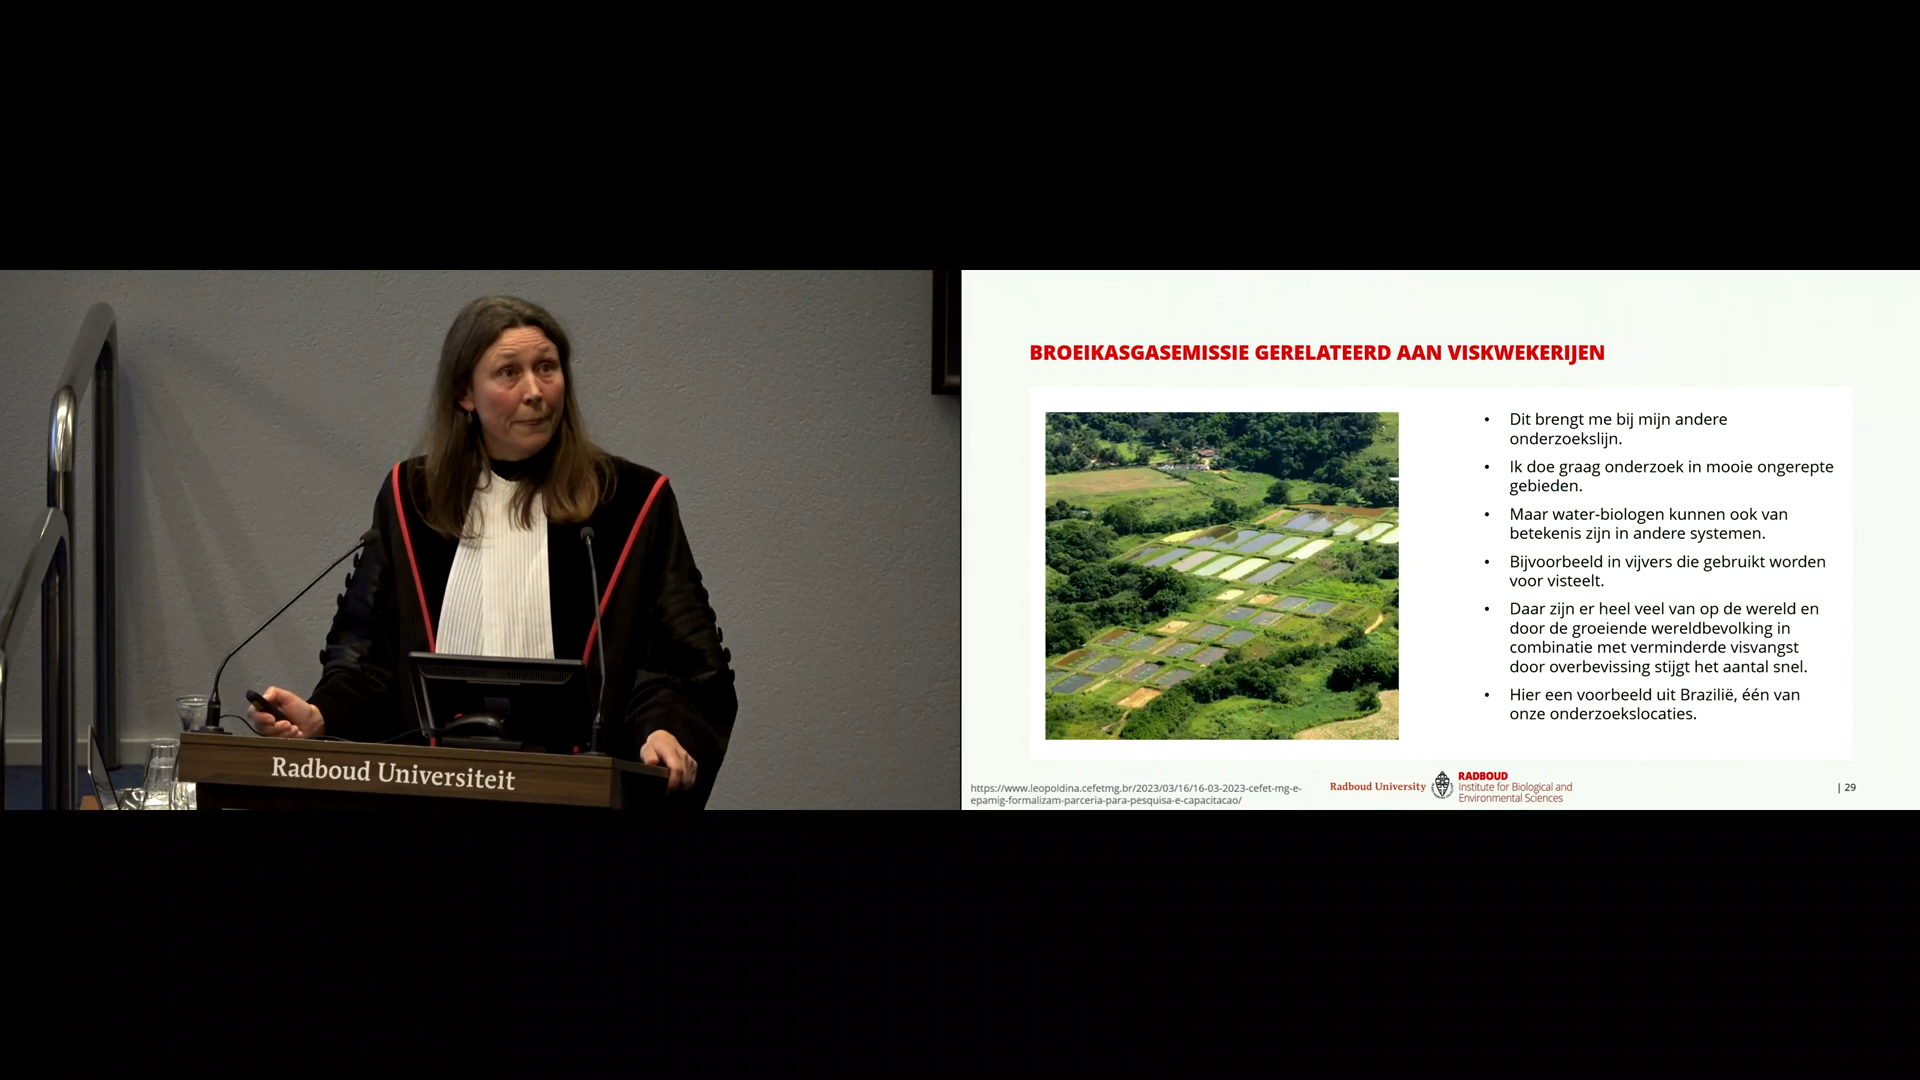 Radboud Universiteit
BROEIKASGASEMISSIE GERELATEERD AAN VISKWEKERIJEN
• Dit brengt me bij mijn andere
onderzoekslijn.
• Ik doe graag onderzoek in mooie ongerepte
gebieden.
• Maar water-biologen kunnen ook van
betekenis zijn in andere systemen.
• Bijvoorbeeld in vijvers die gebruikt worden
voor visteelt.
• Daar zijn er heel veel van op de wereld en
door de groeiende wereldbevolking in
combinatie met verminderde visvangst
door overbevissing stijgt het aantal snel.
• Hier een voorbeeld uit Brazilië, één van
onze onderzoekslocaties.
https://www.leopoldina.cefetmg.br/2023/03/16/16-03-2023-cefet-mg-e-
epamig-formalizam-parceria-para-pesquisa-e-capacitacao/
Radboud University
RADBOUD
Institute for Biological and
Environmental Sciences
| 29